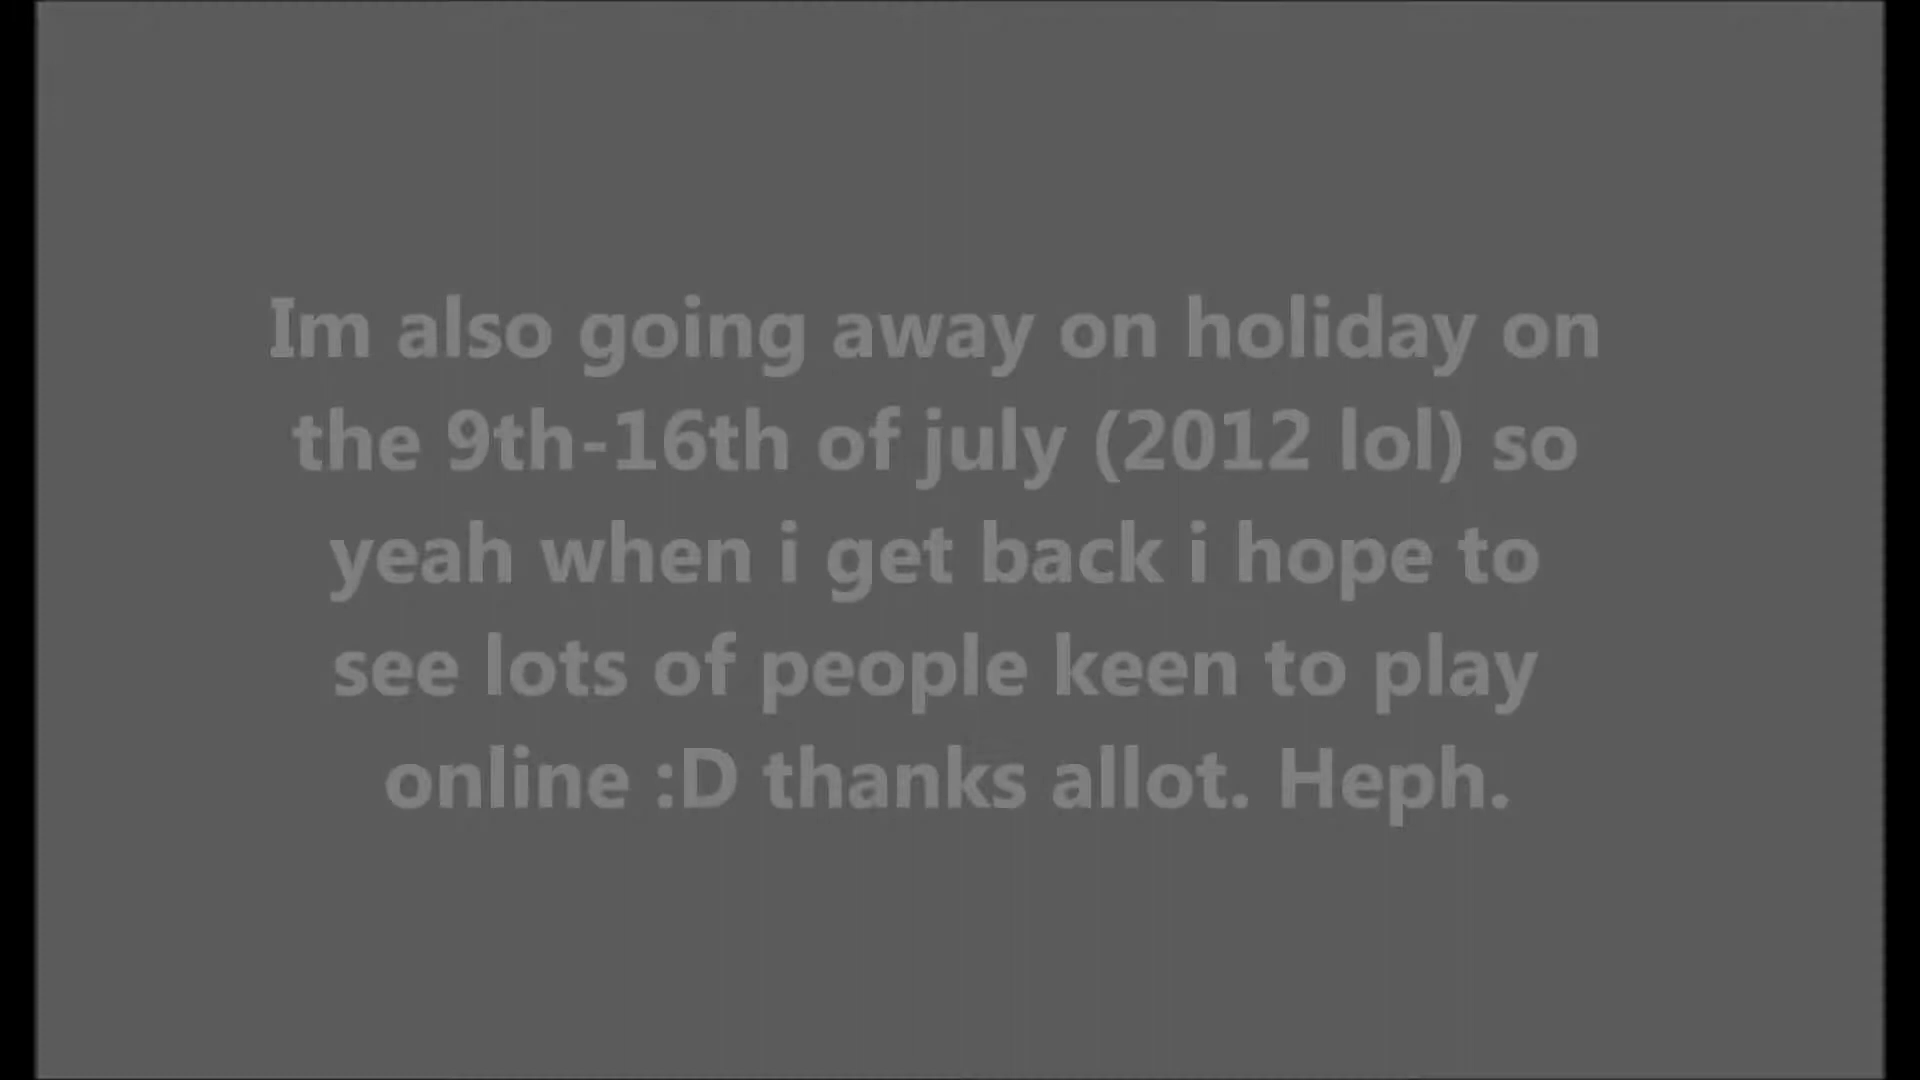 Im also going away on holiday on
the 9th-16th of july (2012 lol) so
yeah when i get back i hope to
see lots of people keen to play
online :D thanks allot. Heph.